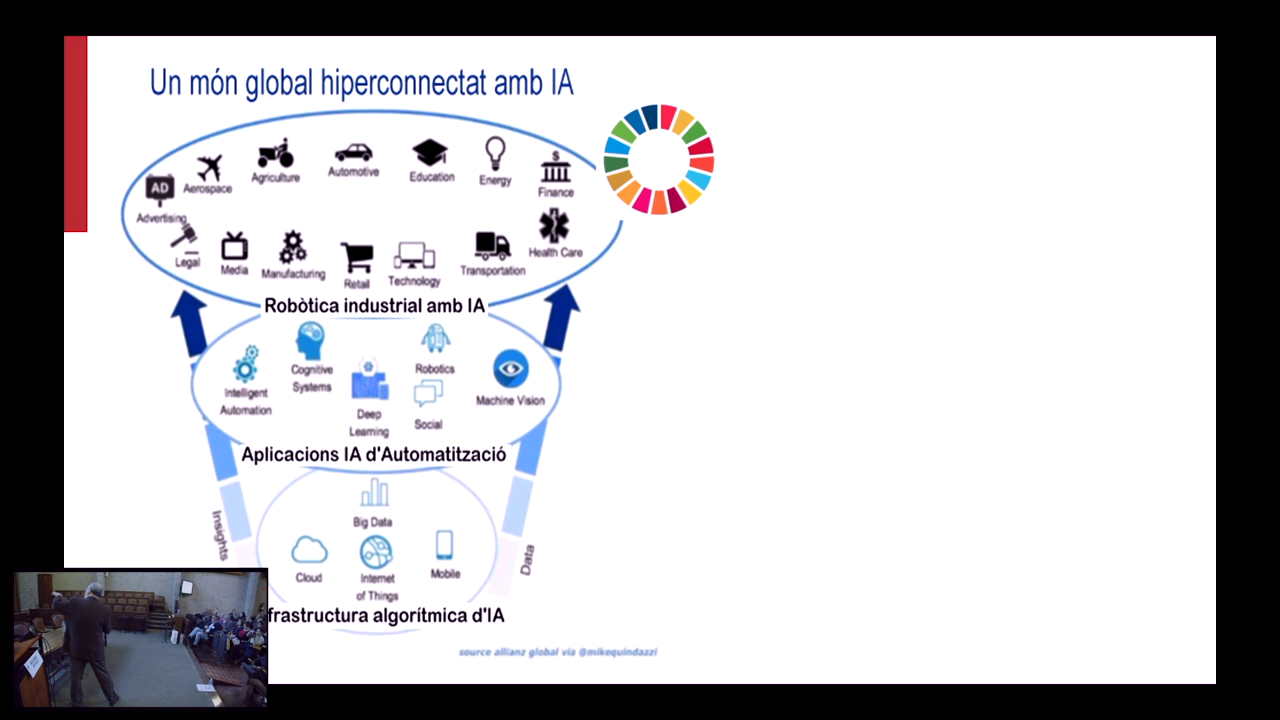 Un món global hiperconnectat amb IA
AD
Advertising
Aerospace
Agriculture
Automotive
Education
Energy
$
Finance
Legal
Media
Manufacturing
Retail
Technology
Transportation
Health Care
Robòtica industrial amb IA
Intelligent
Automation
Cognitive
Systems
Deep
Learning
Robotics
Social
Machine Vision
Aplicacions IA d'Automatització
Insights
Data
Big Data
Cloud
Internet
of Things
Mobile
frastructura algorítmica d'IA
source allianz global via @mikequindazzi